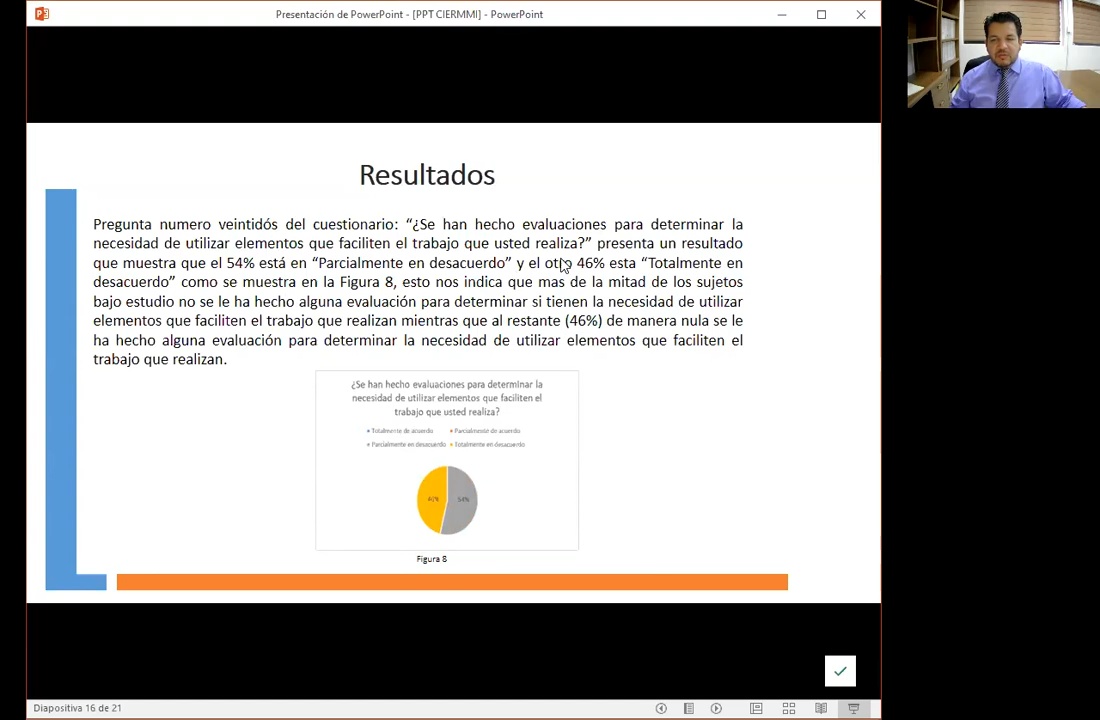 Presentación de PowerPoint - [PPT CIERMMI] - PowerPoint
Resultados
Pregunta numero veintidós del cuestionario: “¿Se han hecho evaluaciones para determinar la
necesidad de utilizar elementos que faciliten el trabajo que usted realiza?” presenta un resultado
que muestra que el 54% está en “Parcialmente en desacuerdo” y el otro 46% esta “Totalmente en
desacuerdo” como se muestra en la Figura 8, esto nos indica que mas de la mitad de los sujetos
bajo estudio no se le ha hecho alguna evaluación para determinar si tienen la necesidad de utilizar
elementos que faciliten el trabajo que realizan mientras que al restante (46%) de manera nula se le
ha hecho alguna evaluación para determinar la necesidad de utilizar elementos que faciliten el
trabajo que realizan.
¿Se han hecho evaluaciones para determinar la
necesidad de utilizar elementos que faciliten el
trabajo que usted realiza?
Totalmente de acuerdo Parcialmente de acuerdo
Parcialmente en desacuerdo Totalmente en desacuerdo
46% 54%
Figura 8
Diapositiva 16 de 21